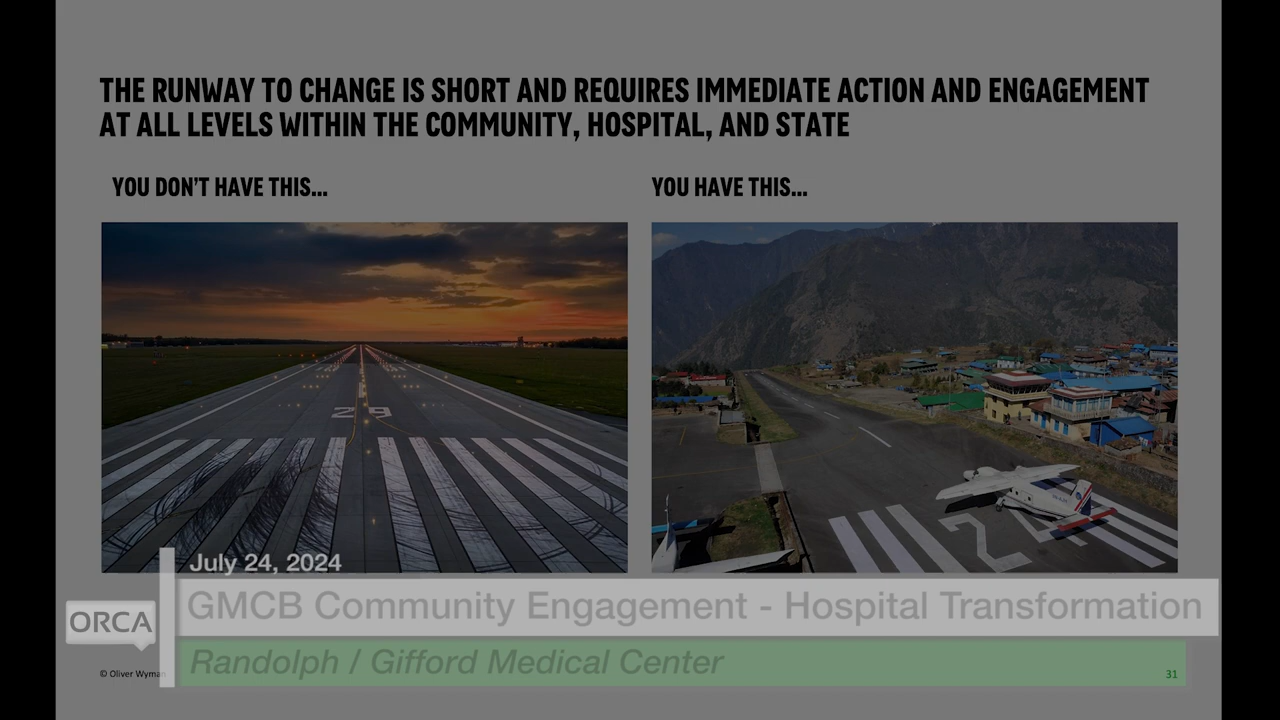 THE RUNWAY TO CHANGE IS SHORT AND REQUIRES IMMEDIATE ACTION AND ENGAGEMENT
AT ALL LEVELS WITHIN THE COMMUNITY, HOSPITAL, AND STATE
YOU DON'T HAVE THIS...
YOU HAVE THIS...
29
24
July 24, 2024
GMCB Community Engagement - Hospital Transformation
ORCA
Randolph / Gifford Medical Center
© Oliver Wyman
31